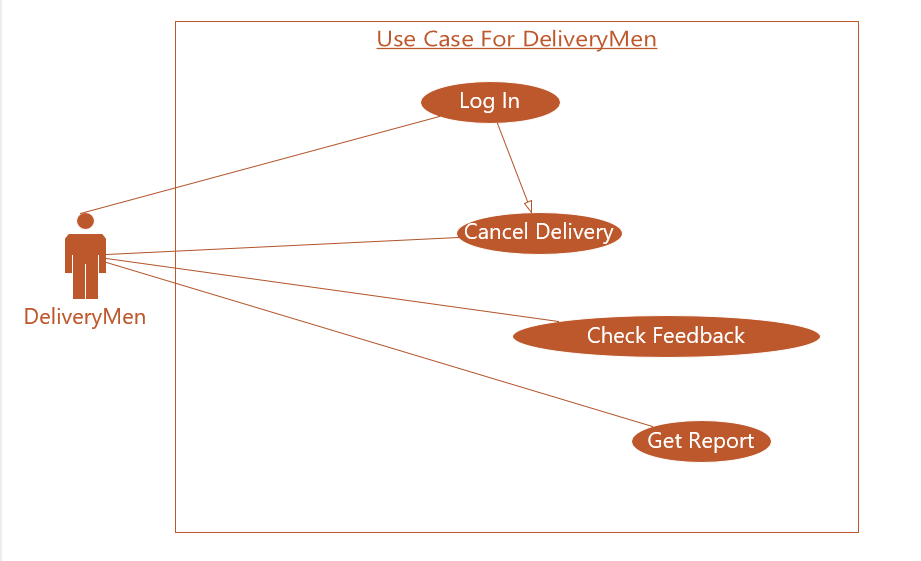 Use Case For DeliveryMen
Log In
Cancel Delivery
DeliveryMen
Check Feedback
Get Report